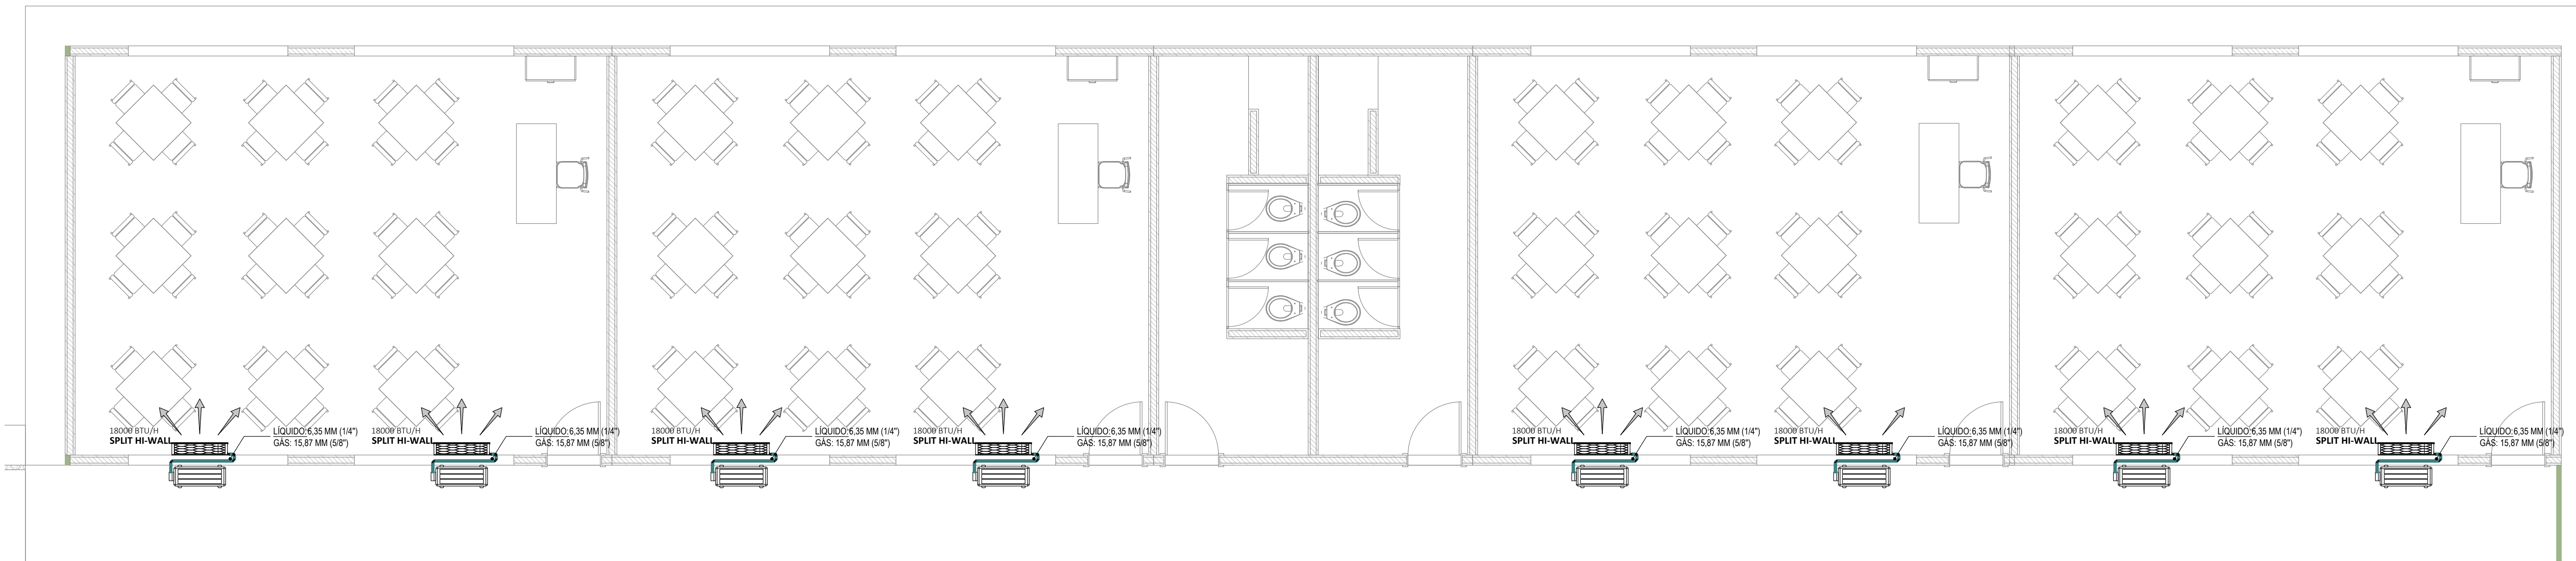 18000 BTU/H
SPLIT HI-WALL
LÍQUIDO:6,35 MM (1/4")
GÁS: 15,87 MM (5/8")
18000 BTU/H
SPLIT HI-WALL
LÍQUIDO:6,35 MM (1/4")
GÁS: 15,87 MM (5/8")
18000 BTU/H
SPLIT HI-WALL
LÍQUIDO:6,35 MM (1/4")
GÁS: 15,87 MM (5/8")
18000 BTU/H
SPLIT HI-WALL
LÍQUIDO:6,35 MM (1/4")
GÁS: 15,87 MM (5/8")
18000 BTU/H
SPLIT HI-WALL
LÍQUIDO:6,35 MM (1/4")
GÁS: 15,87 MM (5/8")
18000 BTU/H
SPLIT HI-WALL
LÍQUIDO:6,35 MM (1/4")
GÁS: 15,87 MM (5/8")
18000 BTU/H
SPLIT HI-WALL
LÍQUIDO:6,35 MM (1/4")
GÁS: 15,87 MM (5/8")
18000 BTU/H
SPLIT HI-WALL
LÍQUIDO:6,35 MM (1/4")
GÁS: 15,87 MM (5/8")